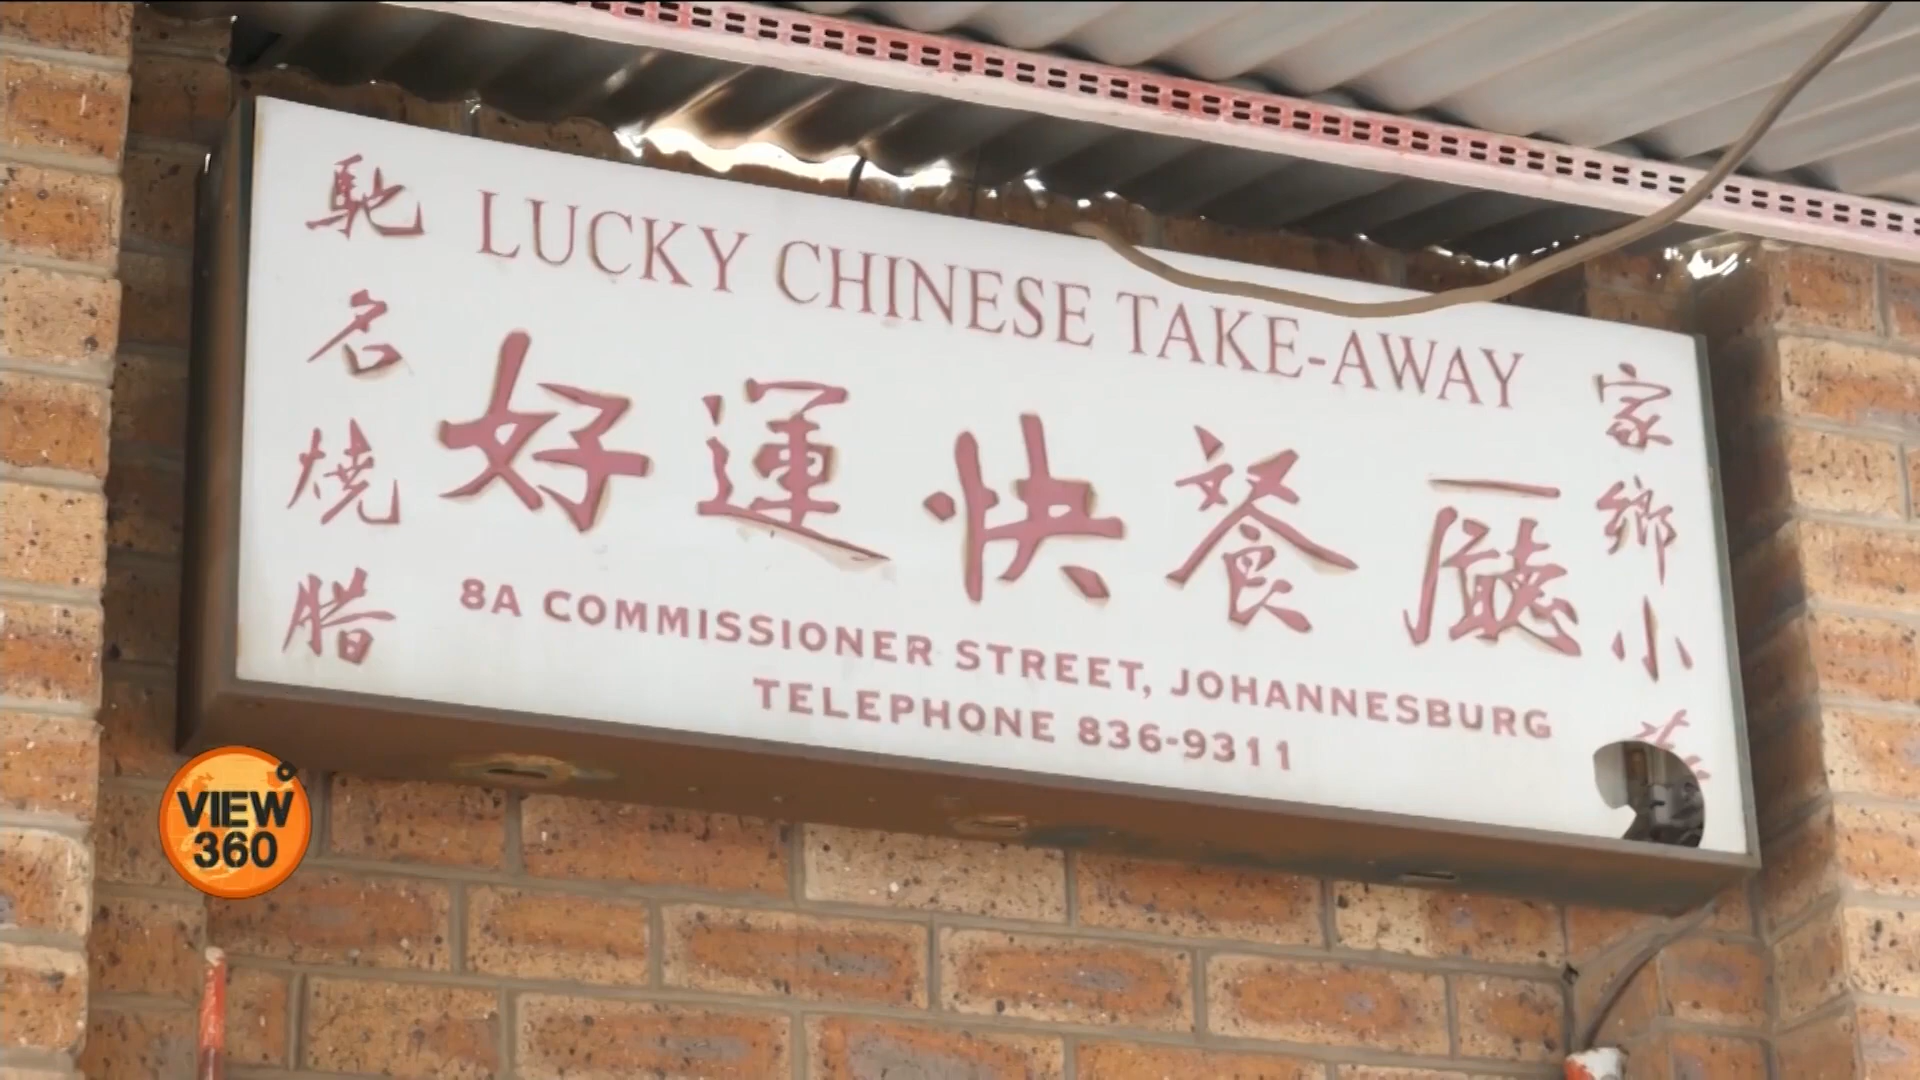 馳名燒腊
LUCKY CHINESE TAKE-AWAY
好運快餐廳
8A COMMISSIONER STREET, JOHANNESBURG
TELEPHONE 836-9311
家鄉小
VIEW
360°